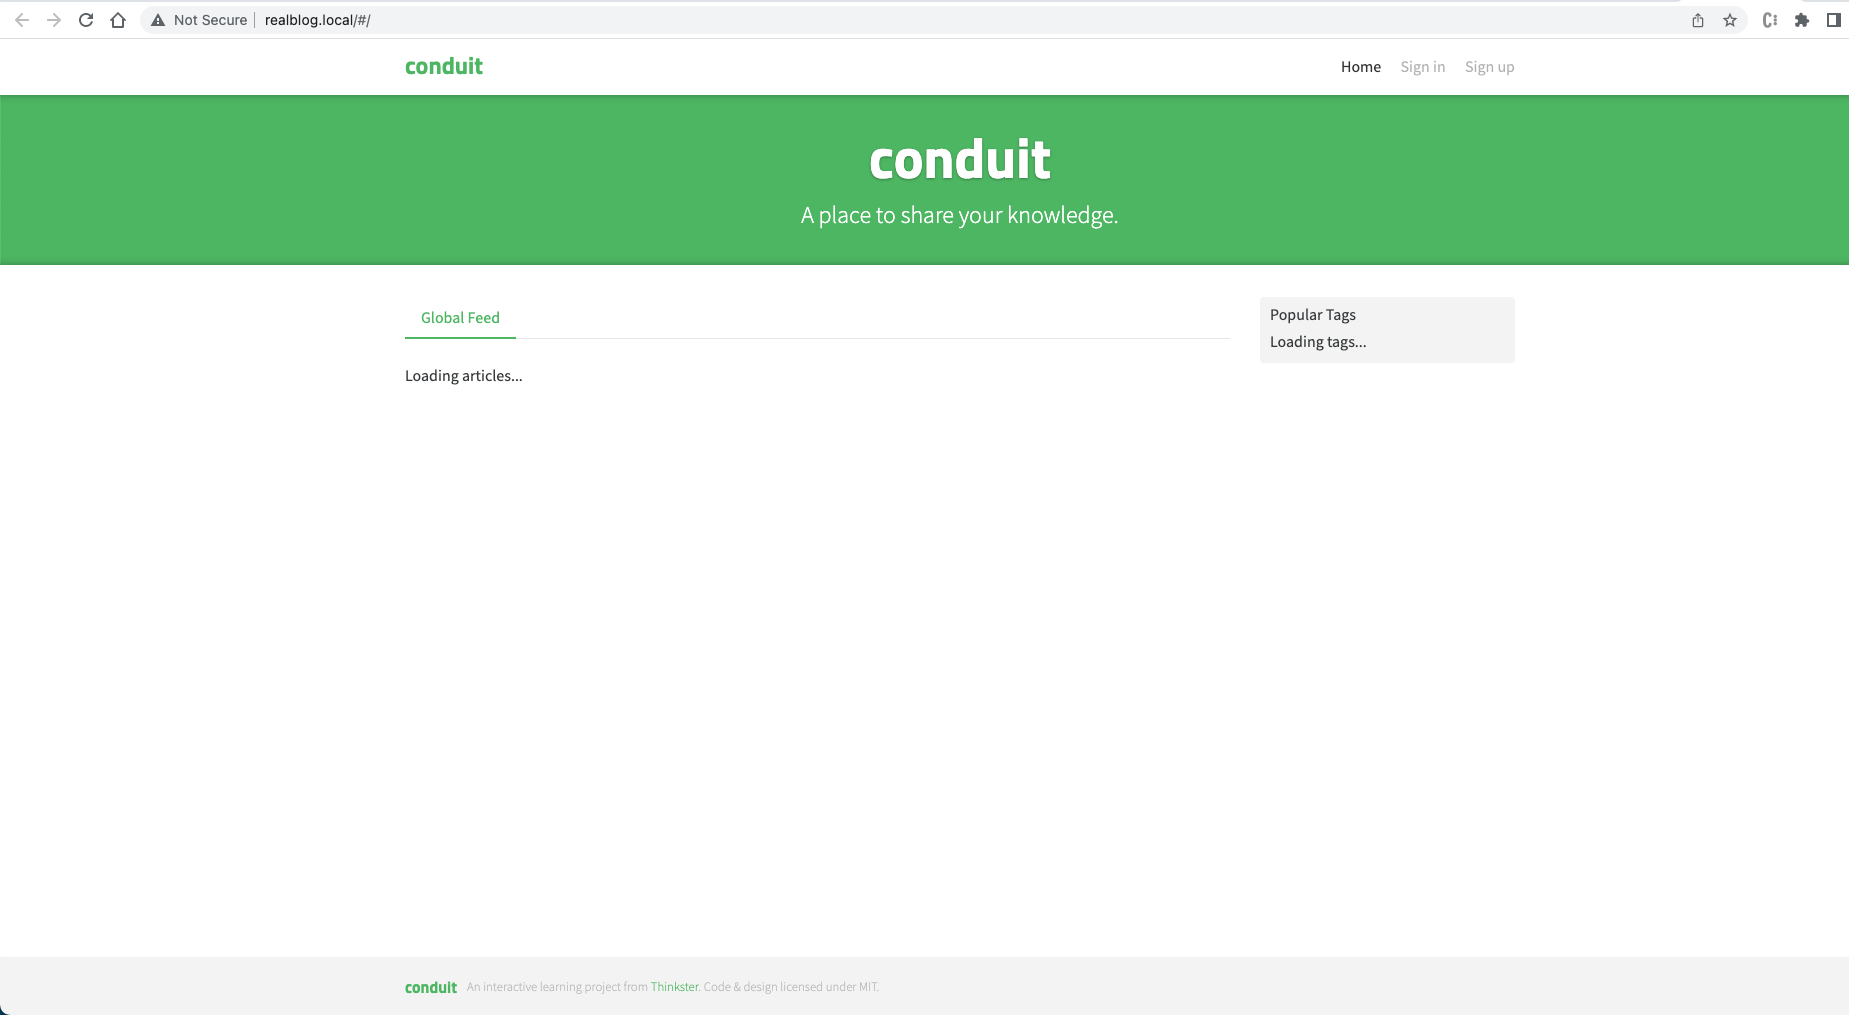 Not Secure realblog.local/#/
conduit
Home Sign in Sign up
conduit
A place to share your knowledge.
Global Feed
Loading articles...
Popular Tags
Loading tags...
conduit An interactive learning project from Thinkster. Code & design licensed under MIT.